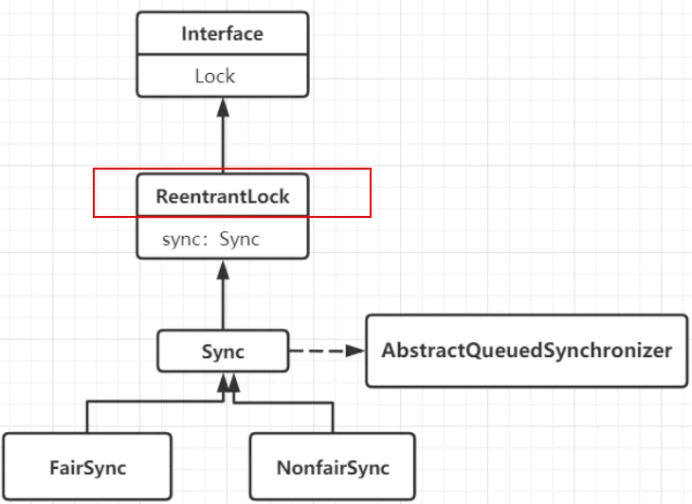 Interface
Lock
ReentrantLock
sync: Sync
Sync
AbstractQueuedSynchronizer
FairSync
NonfairSync